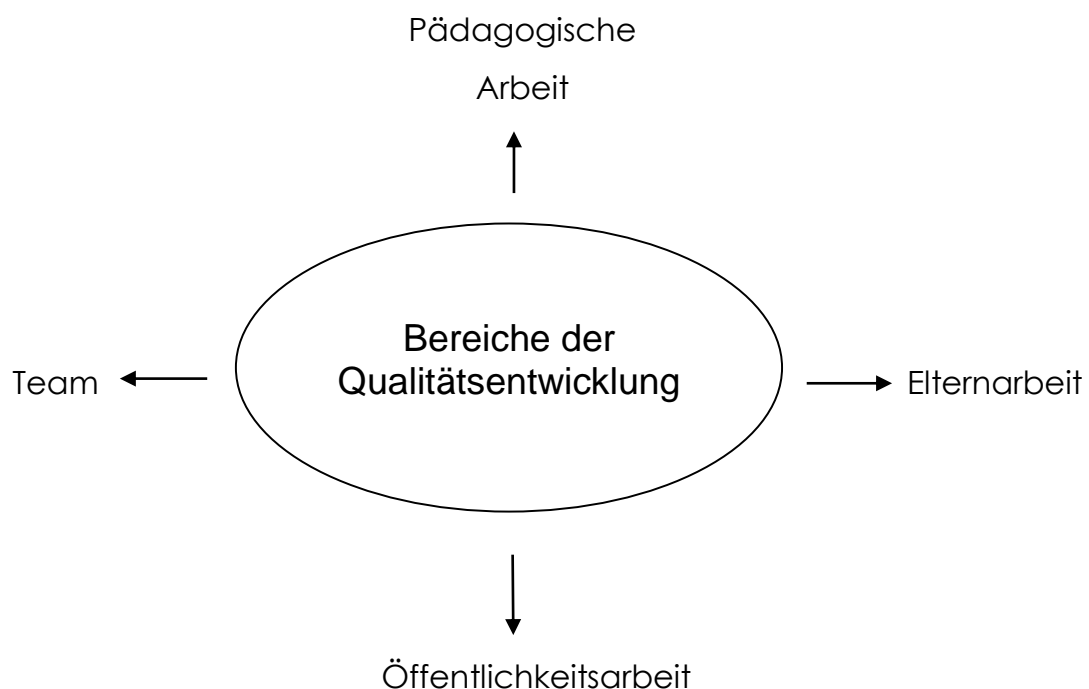 Pädagogische
Arbeit
Bereiche der
Qualitätsentwicklung
Team
Elternarbeit
Öffentlichkeitsarbeit